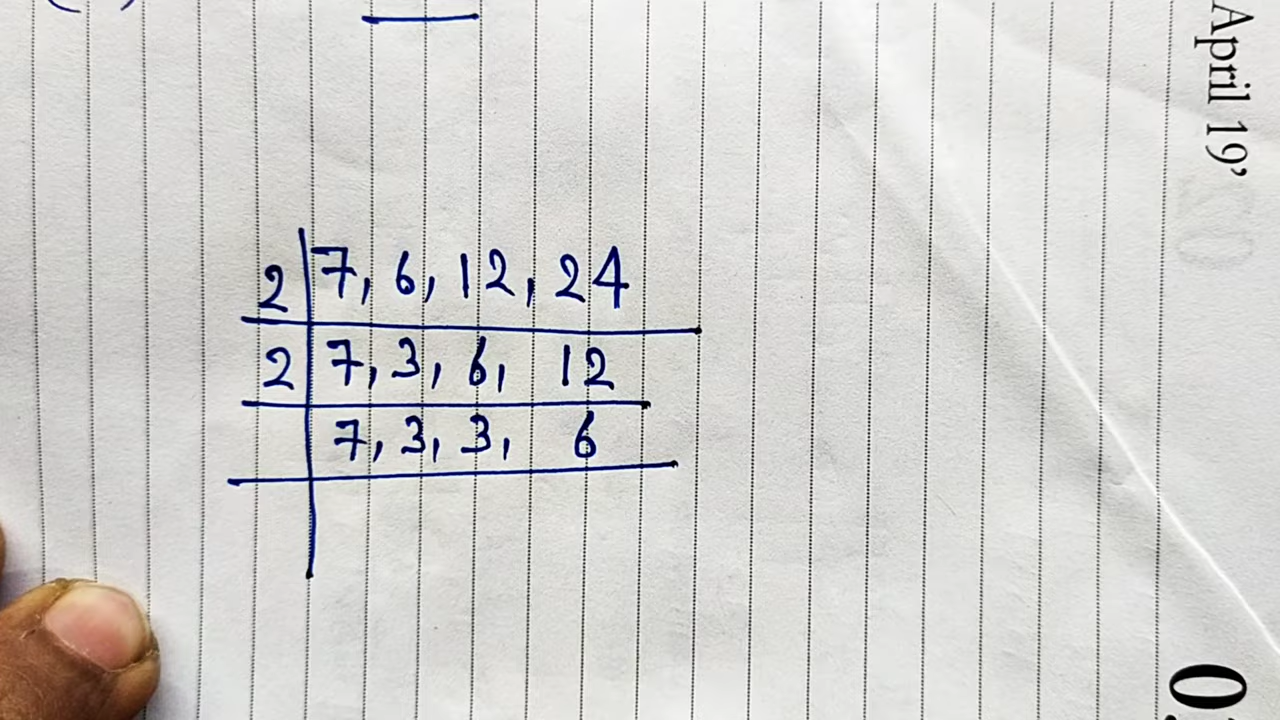 April 19’
2 | 7, 6, 12, 24
2 | 7, 3, 6, 12
7, 3, 3, 6